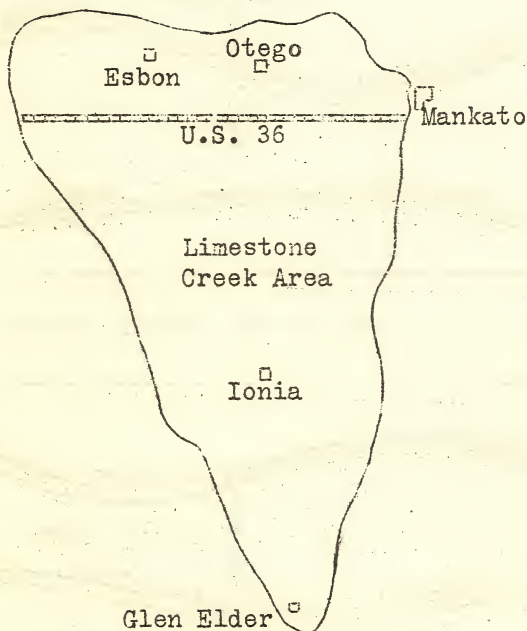 Otego
Esbon
Mankato
U.S. 36
Limestone
Creek Area
Ionia
Glen Elder